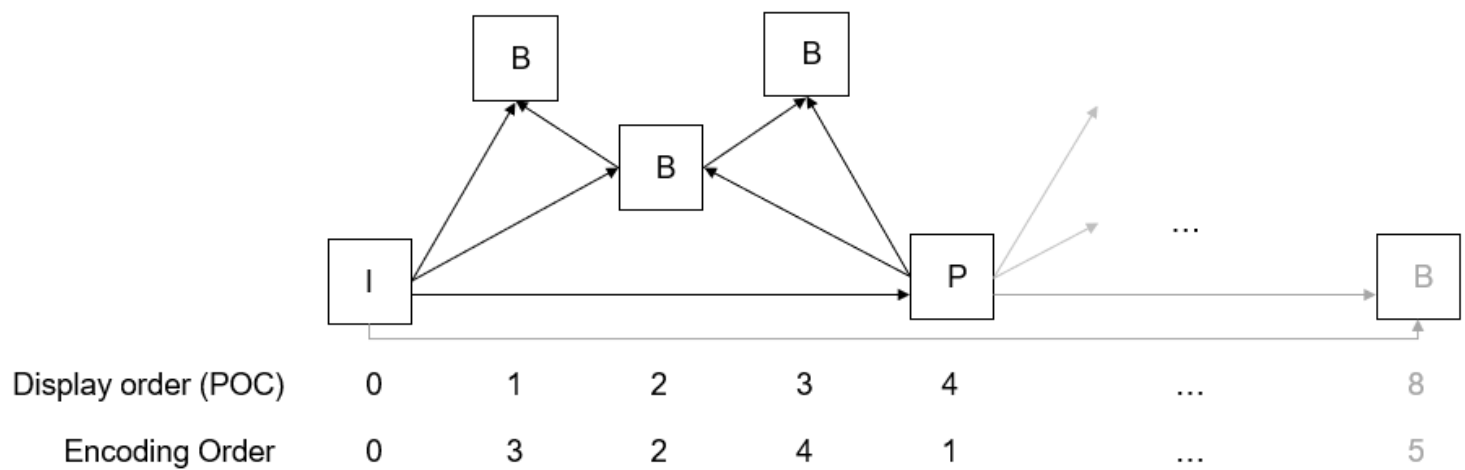 B B
B
...
I P B
Display order (POC) 0 1 2 3 4 ... 8
Encoding Order 0 3 2 4 1 ... 5